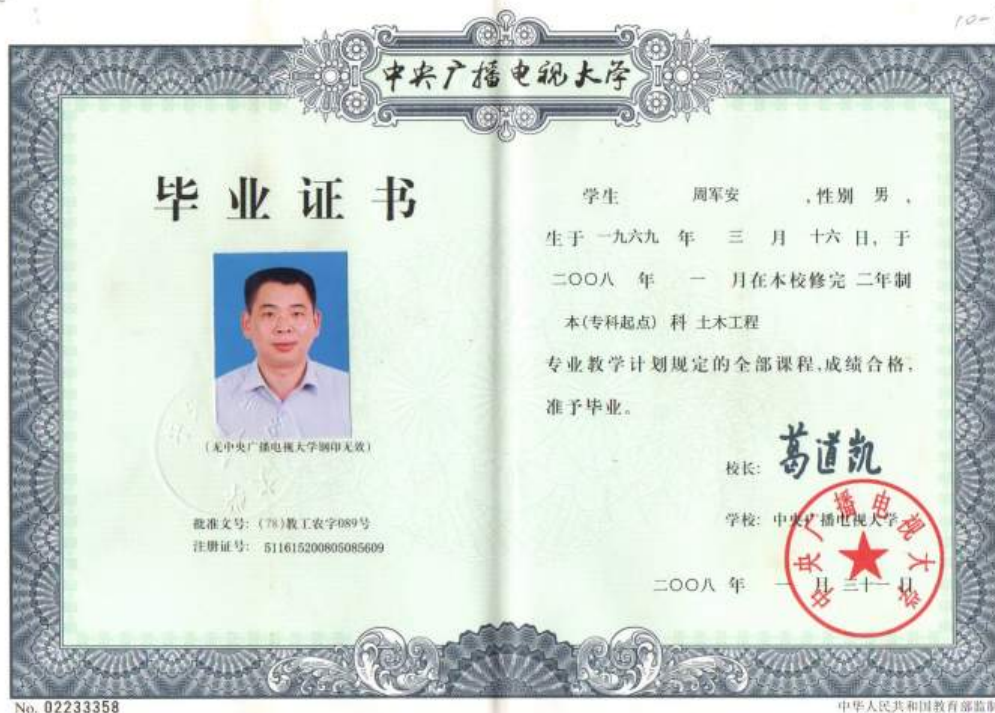 10-
中央广播电视大学
毕业证书
(无中央广播电视大学钢印无效)
批准文号: (78)教工农字089号
注册证号: 511615200805085609
学生 周军安 ,性别 男 ,
生于 一九六九 年 三 月 十六 日, 于
二〇〇八 年 一 月在本校修完 二年制
本(专科起点) 科 土木工程
专业教学计划规定的全部课程,成绩合格,
准予毕业。
校长: 葛道凯
学校: 中央广播电视大学
二〇〇八 年 一 月 三十一 日
中央广播电视大学
No. 02233358
中华人民共和国教育部监制